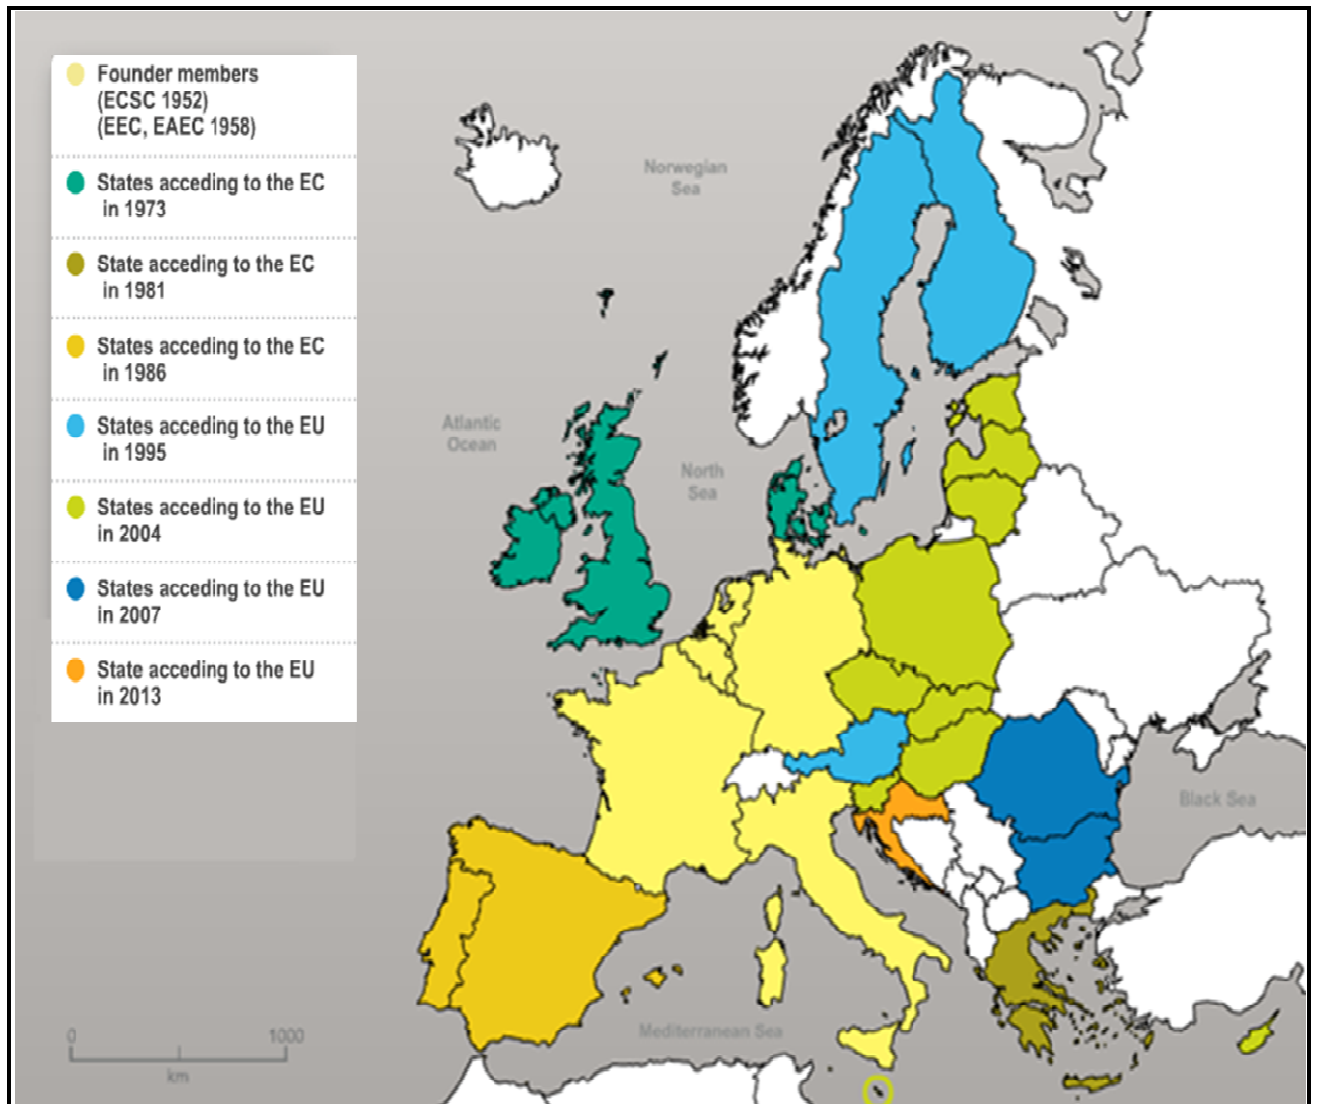 Founder members
(ECSC 1952)
(EEC, EAEC 1958)
States acceding to the EC
in 1973
State acceding to the EC
in 1981
States acceding to the EC
in 1986
States acceding to the EU
in 1995
States acceding to the EU
in 2004
States acceding to the EU
in 2007
State acceding to the EU
in 2013
Norwegian
Sea
Atlantic
Ocean
North
Sea
Black Sea
Mediterranean Sea
0 1000
km